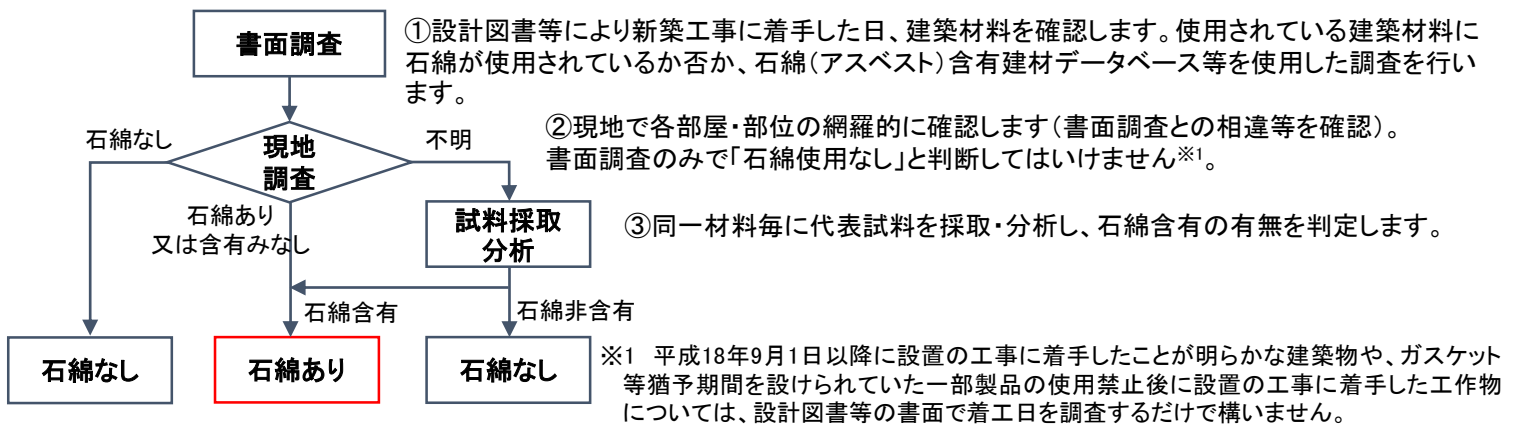 書面調査
①設計図書等により新築工事に着手した日、建築材料を確認します。使用されている建築材料に
石綿が使用されているか否か、石綿(アスベスト)含有建材データベース等を使用した調査を行い
ます。
石綿なし
現地
調査
不明
②現地で各部屋・部位の網羅的に確認します(書面調査との相違等を確認)。
書面調査のみで「石綿使用なし」と判断してはいけません※1。
石綿あり
又は含有みなし
試料採取
分析
③同一材料毎に代表試料を採取・分析し、石綿含有の有無を判定します。
石綿含有
石綿非含有
石綿なし
石綿あり
石綿なし
※1 平成18年9月1日以降に設置の工事に着手したことが明らかな建築物や、ガスケット
等猶予期間を設けられていた一部製品の使用禁止後に設置の工事に着手した工作物
については、設計図書等の書面で着工日を調査するだけで構いません。